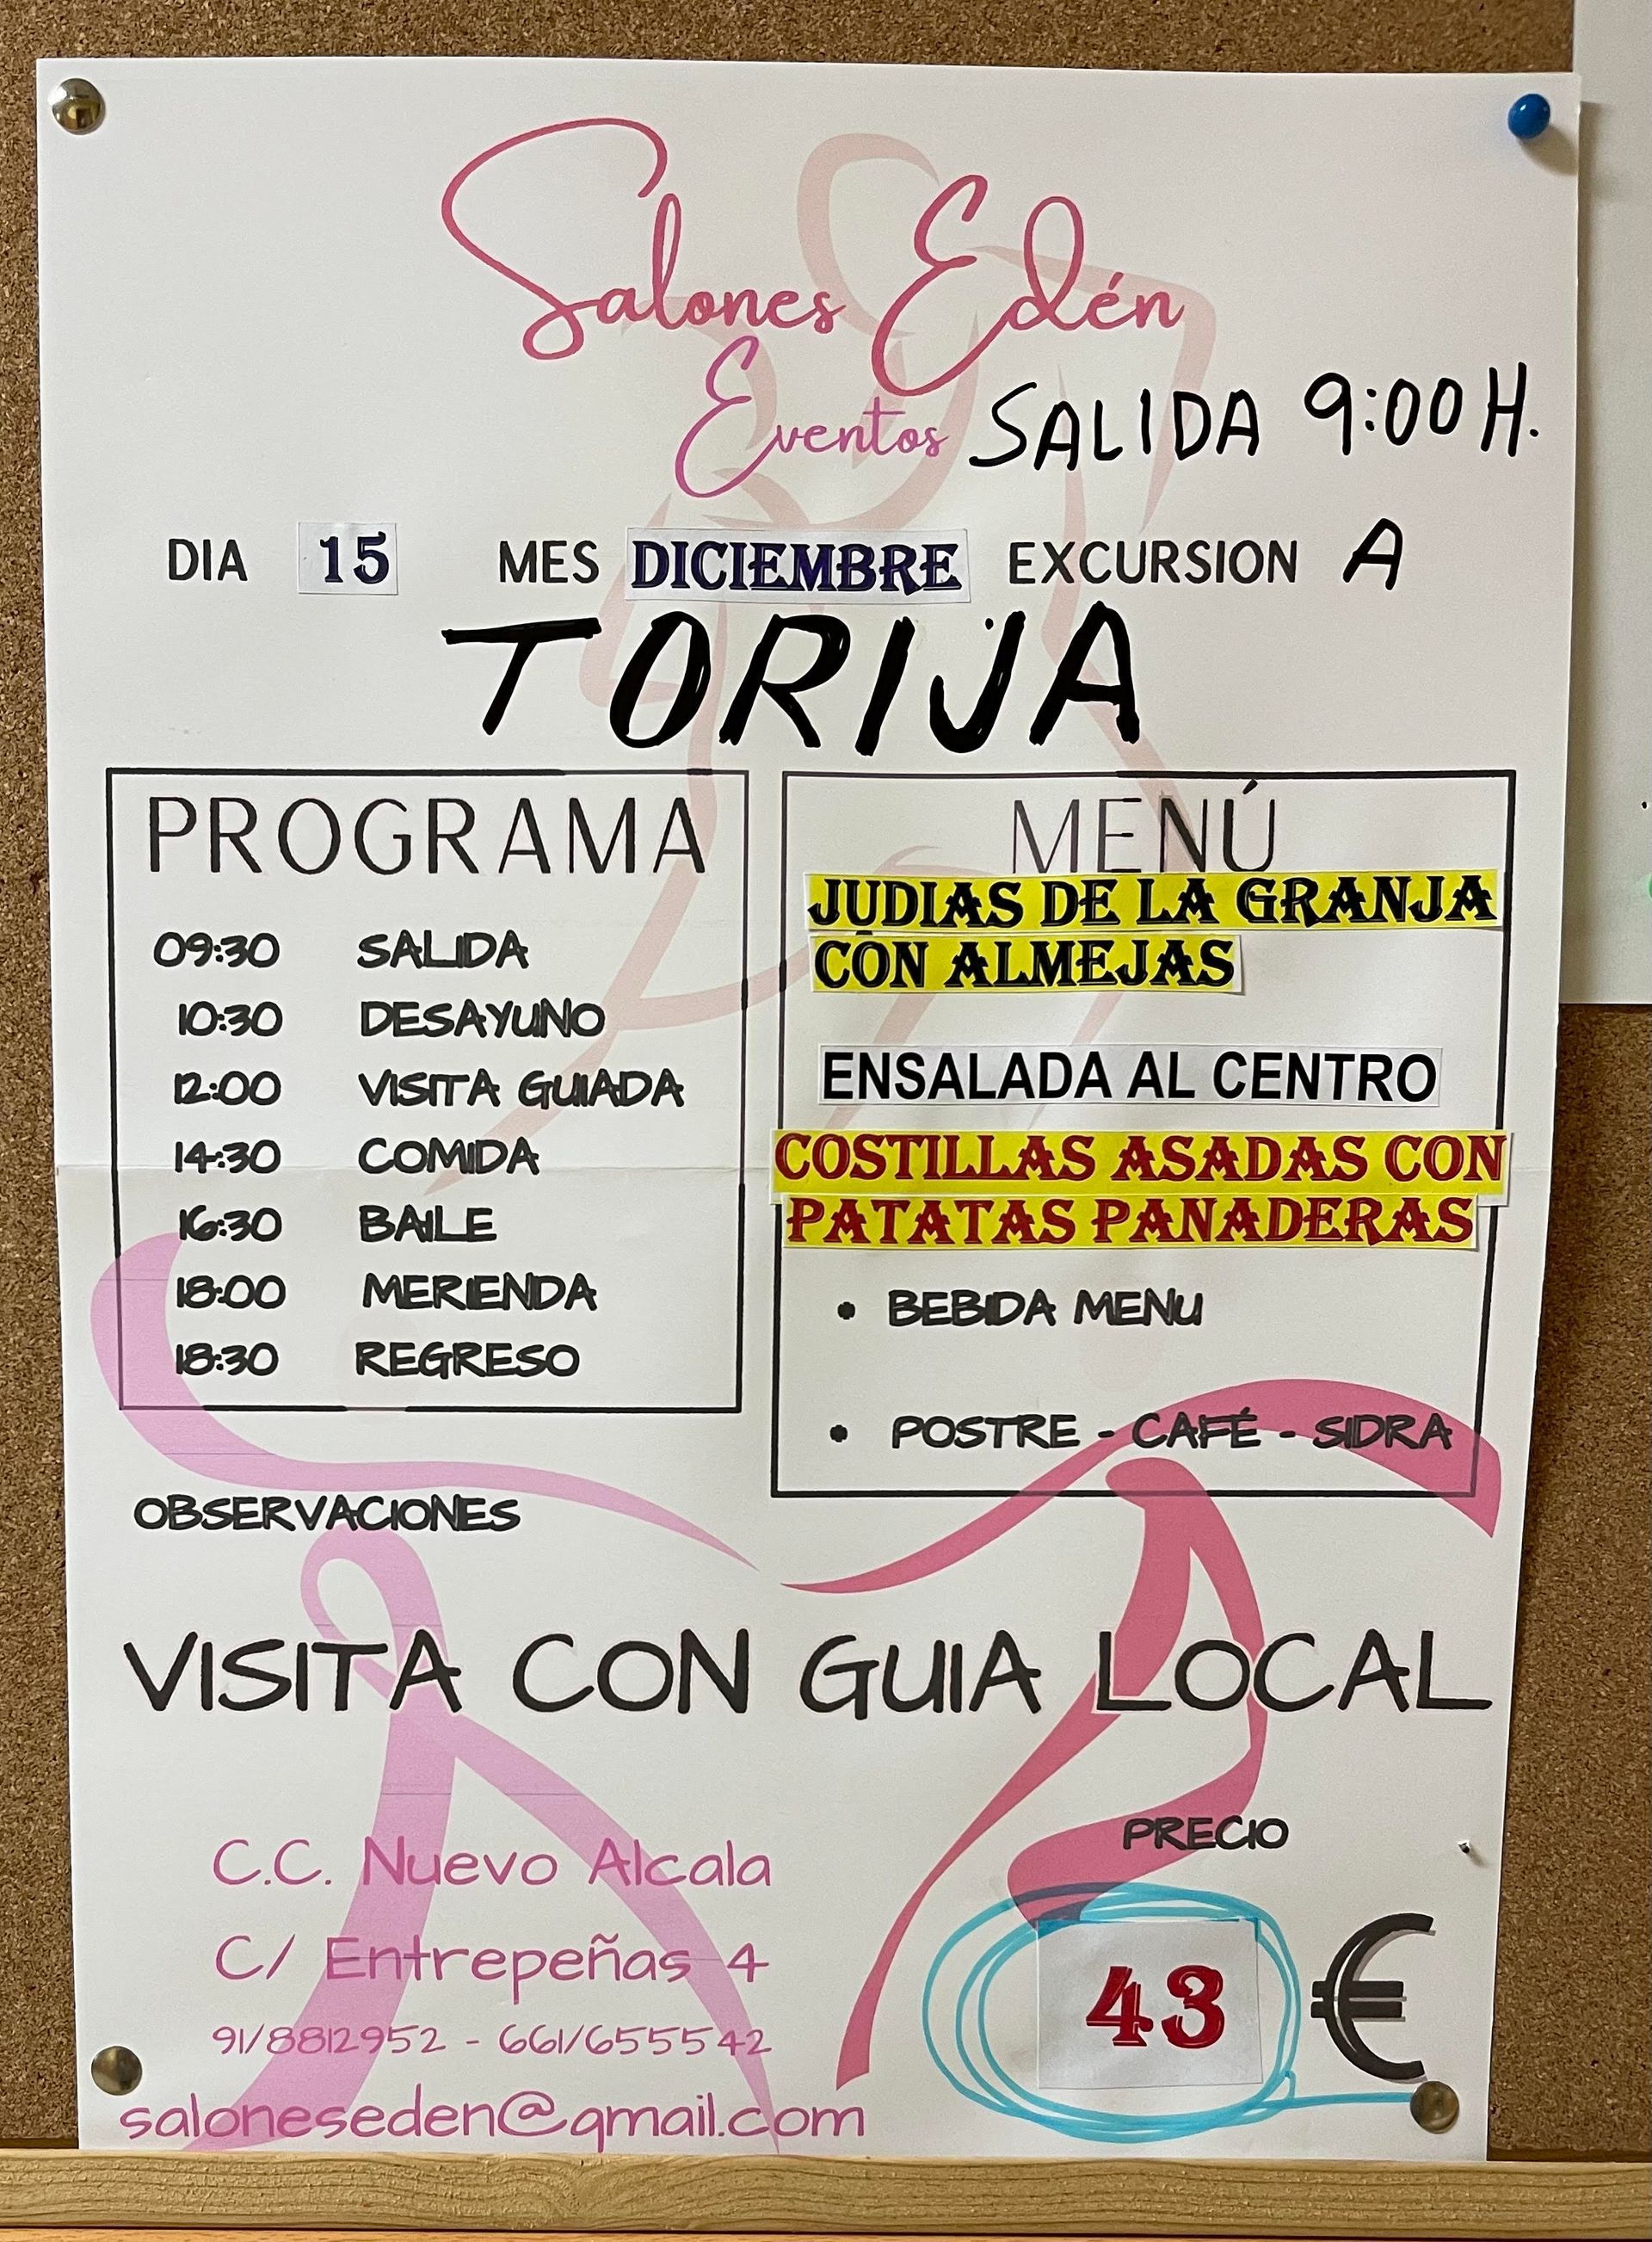 Salones Edén
Eventos SALIDA 9:00 H.
DIA 15 MES DICIEMBRE EXCURSION A
TORIJA
PROGRAMA
09:30 SALIDA
10:30 DESAYUNO
12:00 VISITA GUIADA
14:30 COMIDA
16:30 BAILE
18:00 MERIENDA
18:30 REGRESO
MENÚ
JUDIAS DE LA GRANJA
CON ALMEJAS
ENSALADA AL CENTRO
COSTILLAS ASADAS CON
PATATAS PANADERAS
• BEBIDA MENU
• POSTRE - CAFÉ - SIDRA
OBSERVACIONES
VISITA CON GUIA LOCAL
C.C. Nuevo Alcala
C/ Entrepeñas 4
91/8812952 - 661/655542
saloneseden@gmail.com
PRECIO
43 €